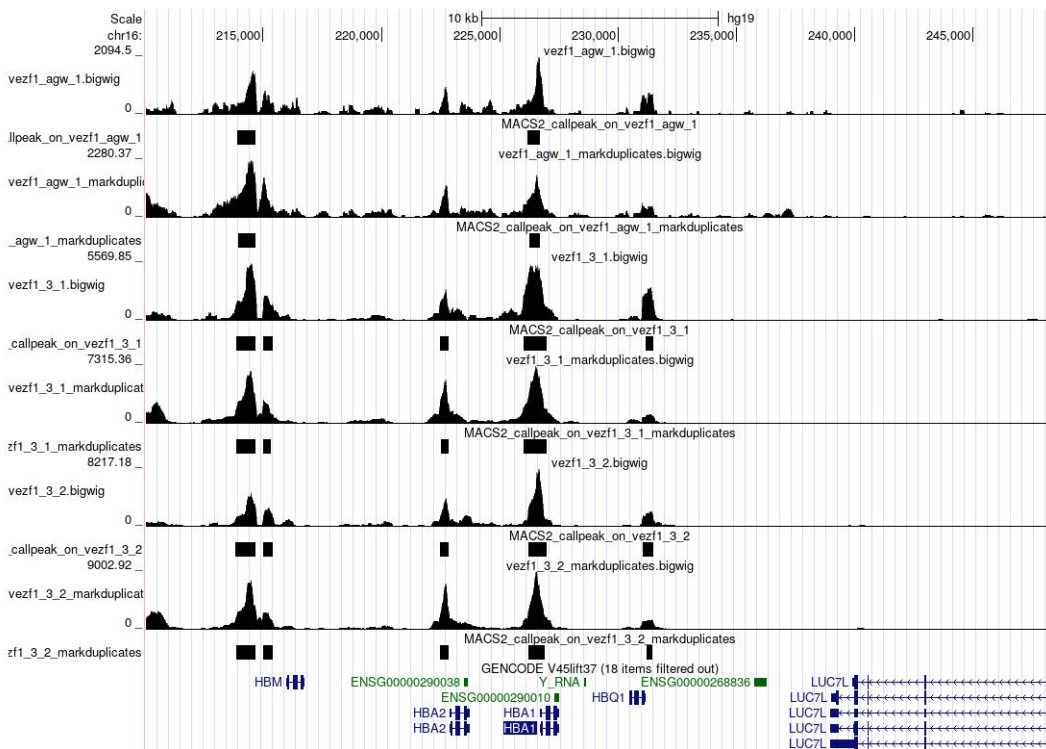 Scale 10 kb hg19
chr16: 215,000 220,000 225,000 230,000 235,000 240,000 245,000
2094.5 _ vezf1_agw_1.bigwig
vezf1_agw_1.bigwig
0 _
MACS2_callpeak_on_vezf1_agw_1
llpeak_on_vezf1_agw_1
2280.37 _ vezf1_agw_1_markduplicates.bigwig
vezf1_agw_1_markdupli
0 _
MACS2_callpeak_on_vezf1_agw_1_markduplicates
_agw_1_markduplicates
5569.85 _ vezf1_3_1.bigwig
vezf1_3_1.bigwig
0 _
MACS2_callpeak_on_vezf1_3_1
_callpeak_on_vezf1_3_1
7315.36 _ vezf1_3_1_markduplicates.bigwig
vezf1_3_1_markduplicat
0 _
MACS2_callpeak_on_vezf1_3_1_markduplicates
zf1_3_1_markduplicates
8217.18 _ vezf1_3_2.bigwig
vezf1_3_2.bigwig
0 _
MACS2_callpeak_on_vezf1_3_2
_callpeak_on_vezf1_3_2
9002.92 _ vezf1_3_2_markduplicates.bigwig
vezf1_3_2_markduplicat
0 _
MACS2_callpeak_on_vezf1_3_2_markduplicates
zf1_3_2_markduplicates
GENCODE V45lift37 (18 items filtered out)
HBM ENSG00000290038 Y_RNA ENSG00000268836 LUC7L
ENSG00000290010 HBQ1 LUC7L
HBA2 HBA1 LUC7L
HBA2 HBA1 LUC7L
LUC7L